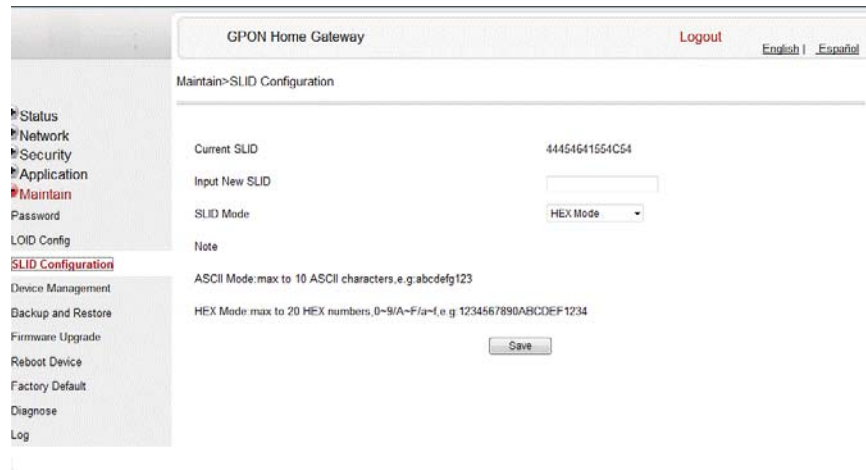 GPON Home Gateway
Logout
English | Español
Maintain>SLID Configuration
Status
Network
Security
Application
Maintain
Password
LOID Config
SLID Configuration
Device Management
Backup and Restore
Firmware Upgrade
Reboot Device
Factory Default
Diagnose
Log
Current SLID 44454641554C54
Input New SLID
SLID Mode HEX Mode
Note
ASCII Mode:max to 10 ASCII characters,e.g:abcdefg123
HEX Mode:max to 20 HEX numbers,0~9/A~F/a~f,e.g:1234567890ABCDEF1234
Save